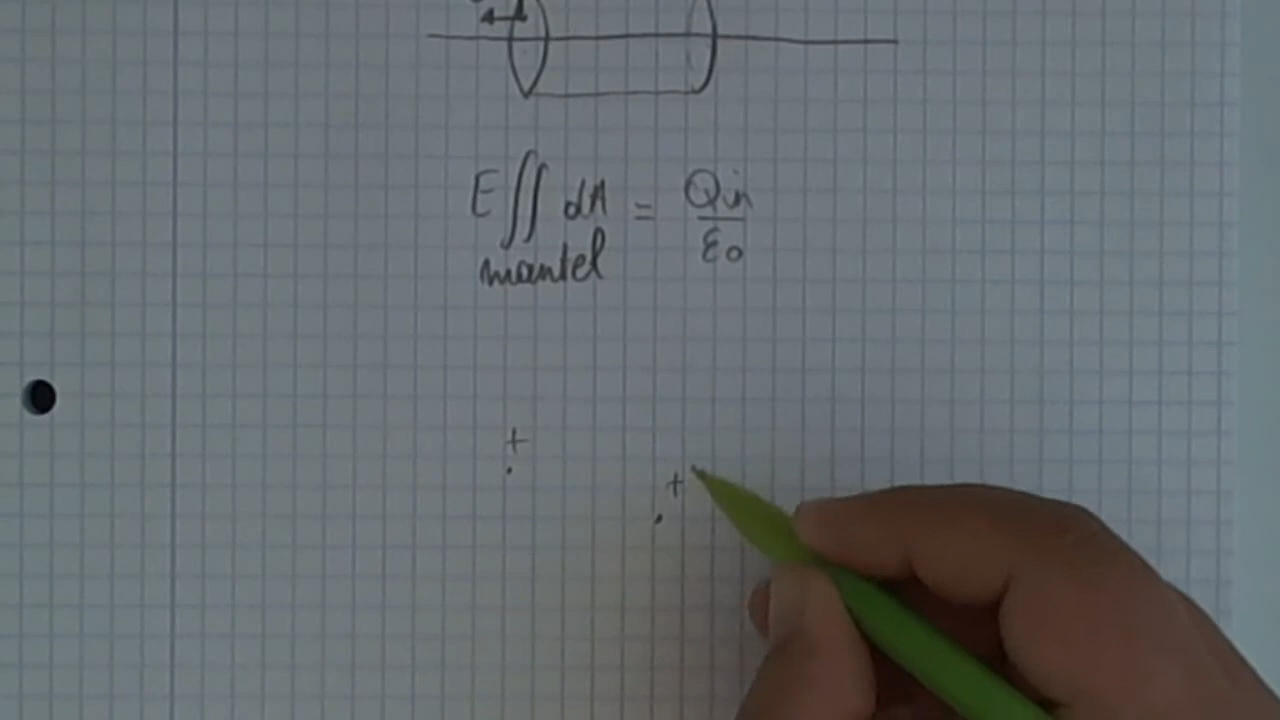 E∬ dA = Qin/ε0
mantel
+
+